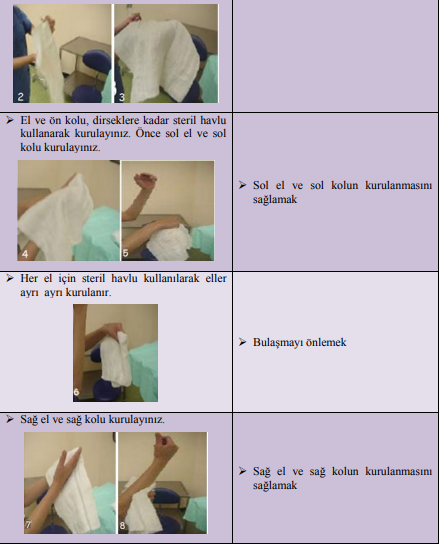 2
3
➢ El ve ön kolu, dirseklere kadar steril havlu
kullanarak kurulayınız. Önce sol el ve sol
kolu kurulayınız.
4
5
➢ Sol el ve sol kolun kurulanmasını
sağlamak
➢ Her el için steril havlu kullanılarak eller
ayrı ayrı kurulanır.
6
➢ Bulaşmayı önlemek
➢ Sağ el ve sağ kolu kurulayınız.
7
8
➢ Sağ el ve sağ kolun kurulanmasını
sağlamak